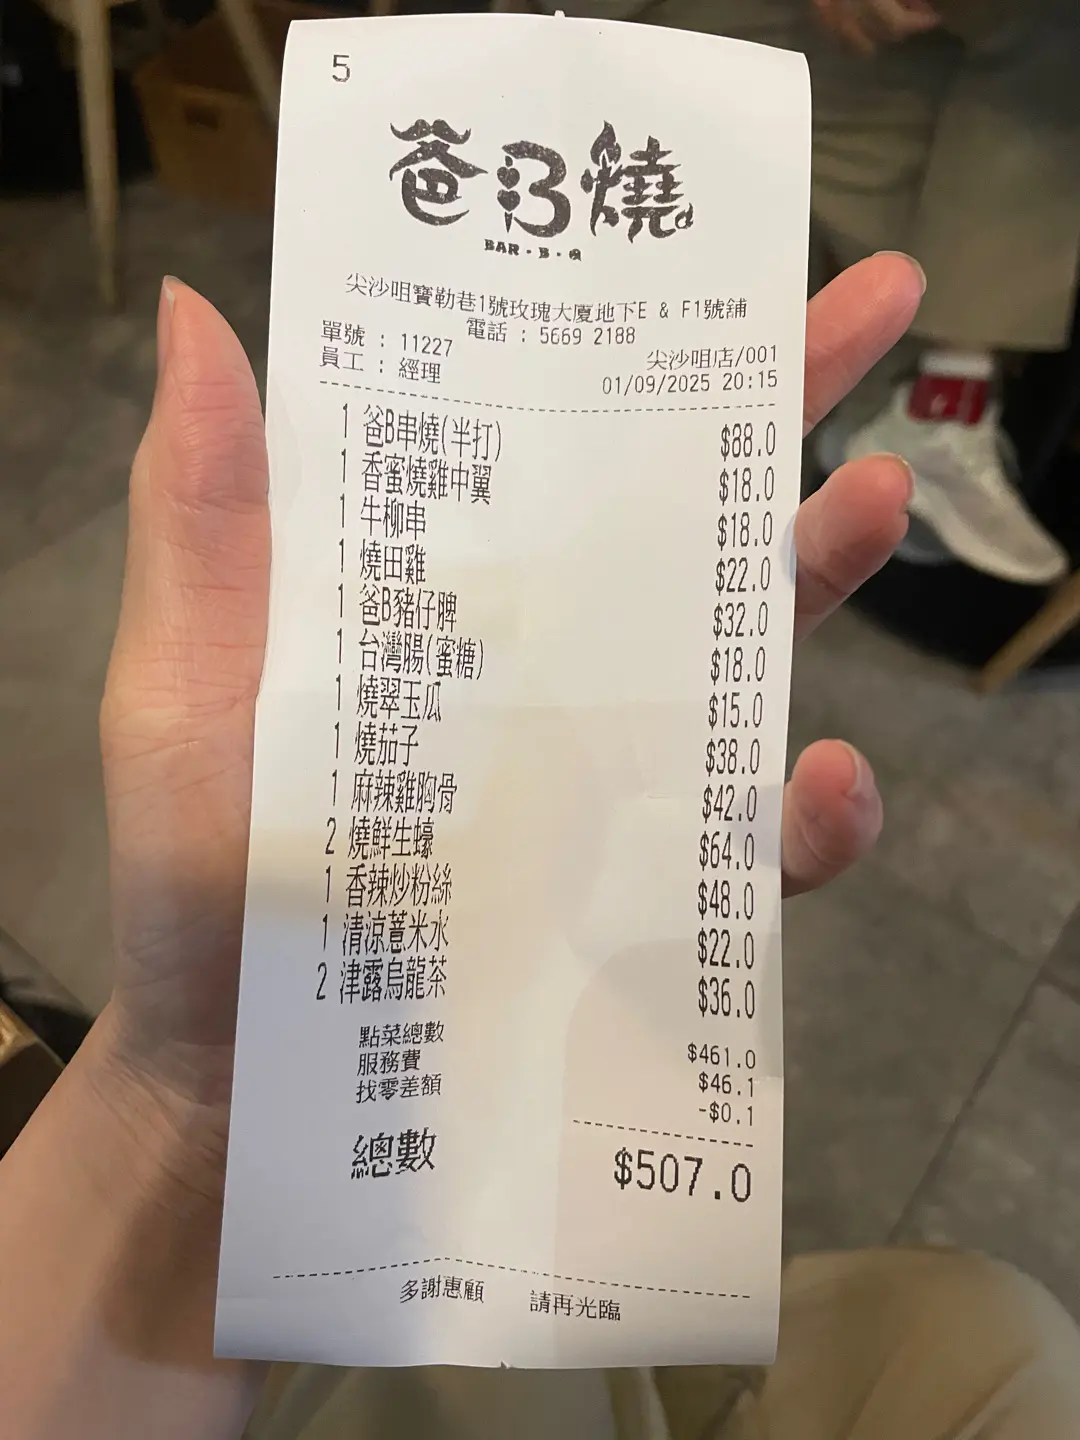 5
爸B燒
BAR-B-Q
尖沙咀寶勒巷1號玫瑰大廈地下E & F1號舖
電話 : 5669 2188
單號 : 11227 尖沙咀店/001
員工 : 經理 01/09/2025 20:15
1 爸B串燒(半打) $88.0
1 香蜜燒雞中翼 $18.0
1 牛柳串 $18.0
1 燒田雞 $22.0
1 爸B豬仔脾 $32.0
1 台灣腸(蜜糖) $18.0
1 燒翠玉瓜 $15.0
1 燒茄子 $38.0
1 麻辣雞胸骨 $42.0
2 燒鮮生蠔 $64.0
1 香辣炒粉絲 $48.0
1 清涼薏米水 $22.0
2 津露烏龍茶 $36.0
點菜總數 $461.0
服務費 $46.1
找零差額 -$0.1
總數 $507.0
多謝惠顧 請再光臨